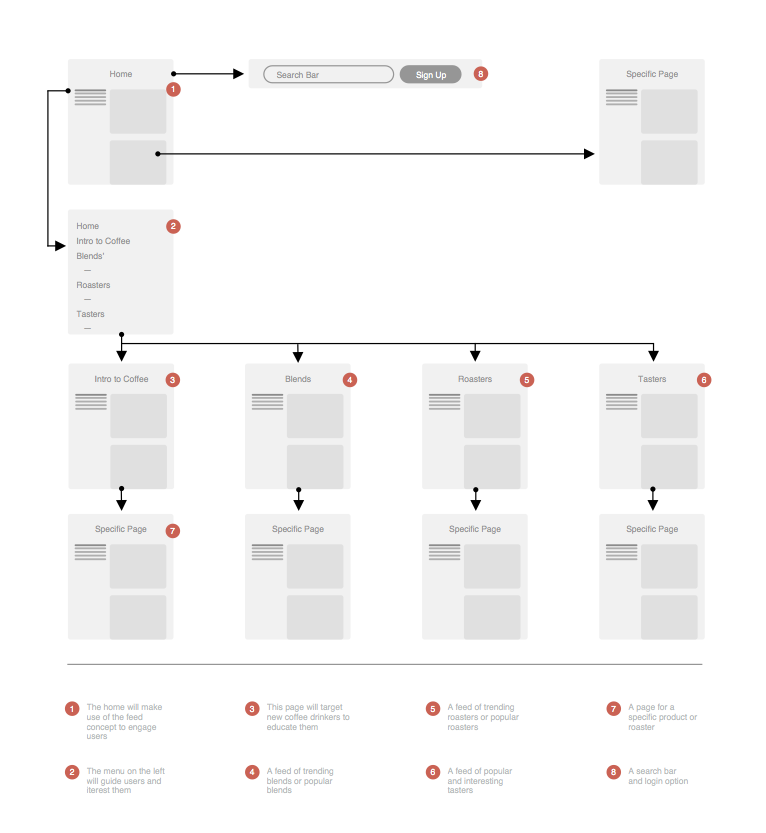 Home
1
Search Bar
Sign Up
8
Specific Page
Home
2
Intro to Coffee
Blends'
—
Roasters
—
Tasters
—
Intro to Coffee
3
Blends
4
Roasters
5
Tasters
6
Specific Page
7
Specific Page
Specific Page
Specific Page
1
The home will make
use of the feed
concept to engage
users
3
This page will target
new coffee drinkers to
educate them
5
A feed of trending
roasters or popular
roasters
7
A page for a
specific product or
roaster
2
The menu on the left
will guide users and
iterest them
4
A feed of trending
blends or popular
blends
6
A feed of popular
and interesting
tasters
8
A search bar
and login option